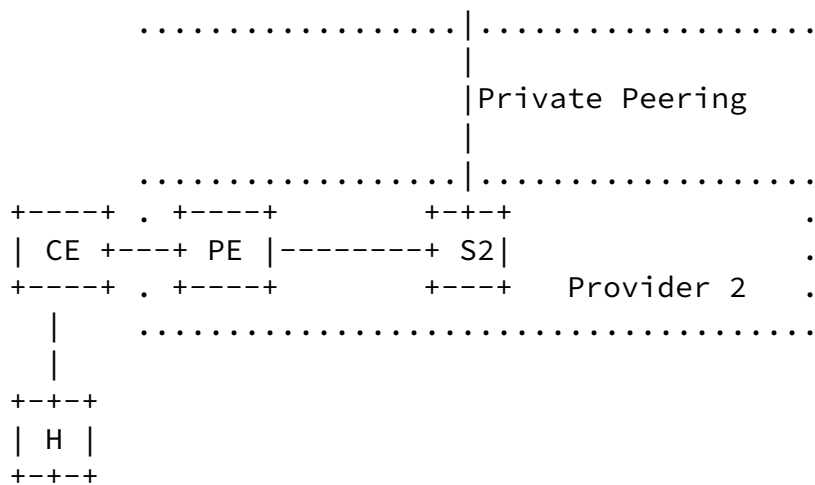 ..................|...................
|
|Private Peering
|
..................|...................
+----+ . +----+ +-+-+ .
| CE +---+ PE |--------+ S2| .
+----+ . +----+ +---+ Provider 2 .
| ......................................
|
+-+-+
| H |
+-+-+